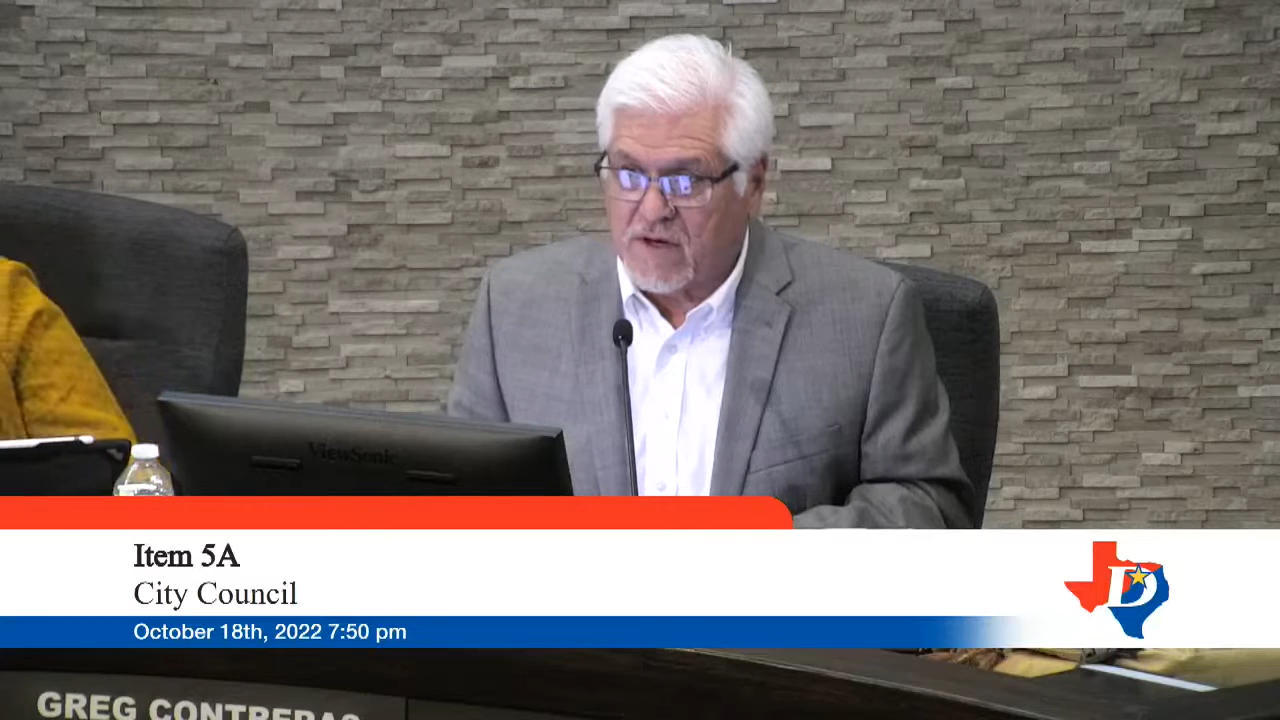 ViewSonic
Item 5A
City Council
D
October 18th, 2022 7:50 pm
GREG CONTRERAS